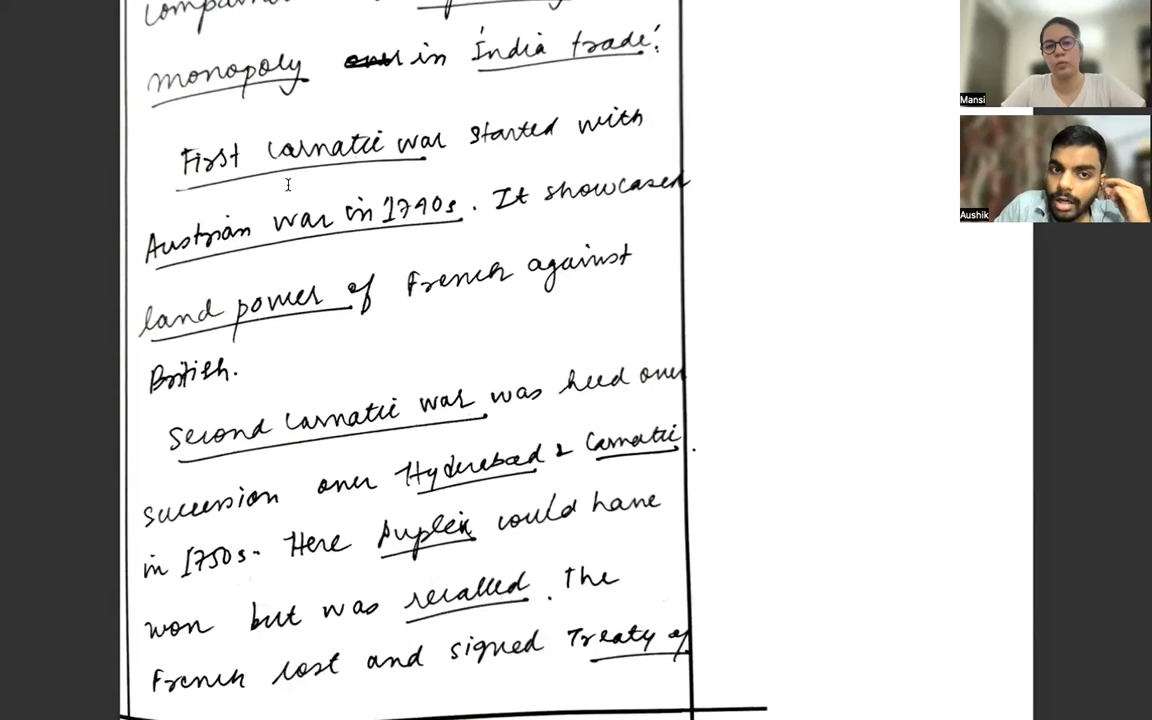 monopoly in 'India trade'.
First Carnatic war started with
Austrian war in 1740s. It showcased
land power of French against
British.
Second Carnatic war was heed over
succession over Hyderabad & Carnatic
in 1750s. Here Duplex could have
won but was recalled. The
French lost and signed Treaty of
Mansi
Aushik